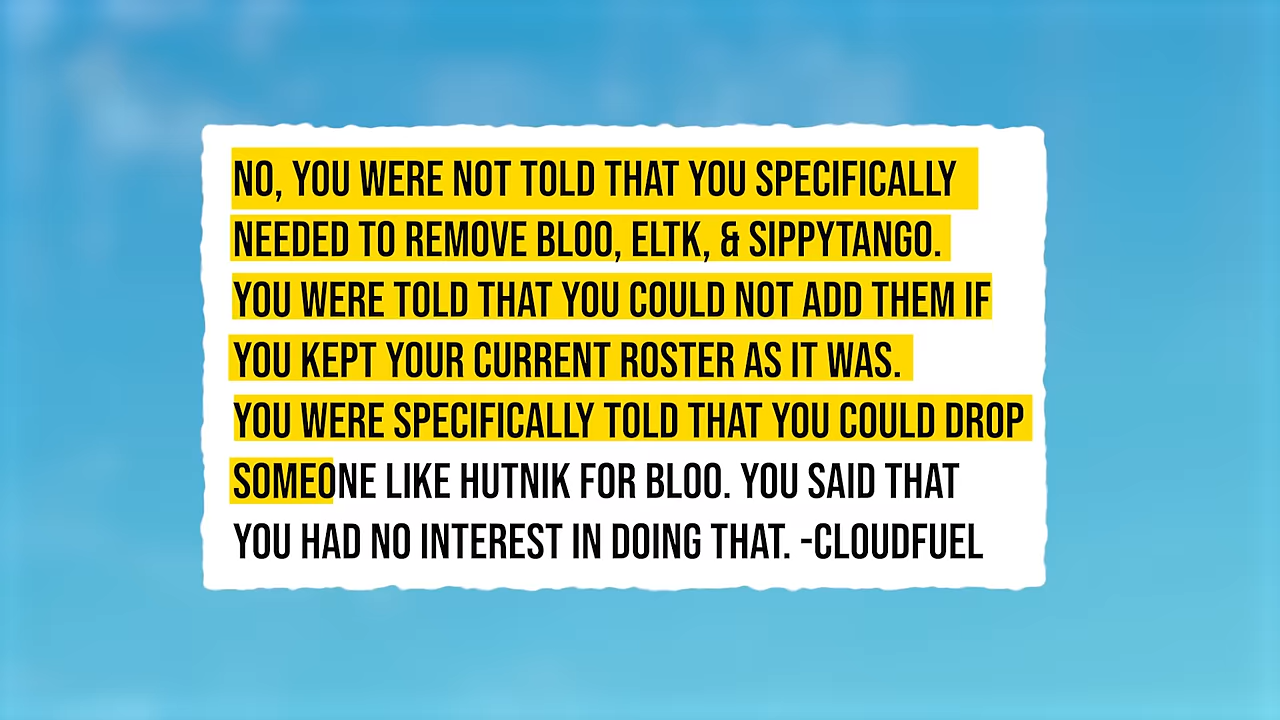 NO, YOU WERE NOT TOLD THAT YOU SPECIFICALLY
NEEDED TO REMOVE BLOO, ELTK, & SIPPYTANGO.
YOU WERE TOLD THAT YOU COULD NOT ADD THEM IF
YOU KEPT YOUR CURRENT ROSTER AS IT WAS.
YOU WERE SPECIFICALLY TOLD THAT YOU COULD DROP
SOMEONE LIKE HUTNIK FOR BLOO. YOU SAID THAT
YOU HAD NO INTEREST IN DOING THAT. -CLOUDFUEL